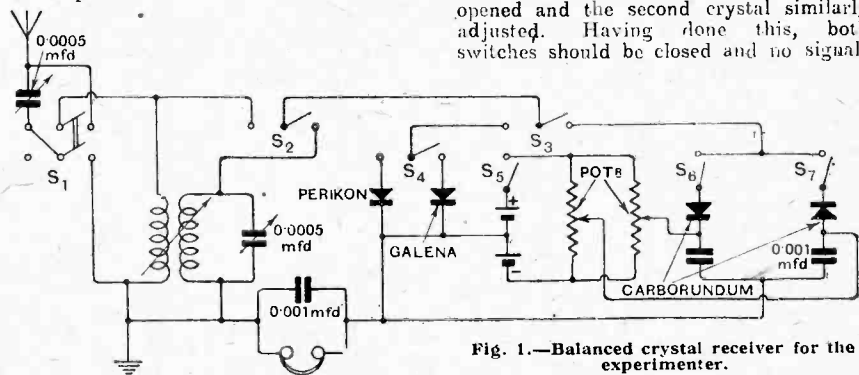 opened and the second crystal similarly
adjusted. Having done this, bot
switches should be closed and no signal
0.0005
mfd
S1
S2
S3
S4
S5
S6
S7
PERIKON
GALENA
+
−
POTS
0.0005
mfd
0.001
mfd
CARBORUNDUM
0.001mfd
Fig. 1.—Balanced crystal receiver for the
experimenter.